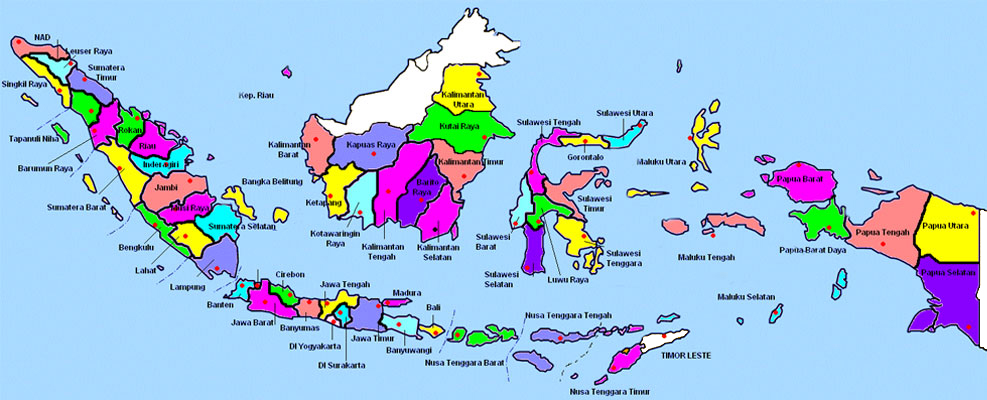 NAD
Leuser Raya
Sumatera
Timur
Singkil Raya
Tapanuli Niha
Rokan
Riau
Barumun Raya
Inderagiri
Jambi
Sumatera Barat
Musi Raya
Bangka Belitung
Sumatera Selatan
Bengkulu
Lahat
Lampung
Kep. Riau
Kalimantan
Barat
Kapuas Raya
Kalimantan
Utara
Kutai Raya
Kalimantan Timur
Barito
Raya
Ketapang
Kotawaringin
Raya
Kalimantan
Tengah
Kalimantan
Selatan
Sulawesi Tengah
Sulawesi Utara
Gorontalo
Sulawesi
Timur
Sulawesi
Barat
Sulawesi
Tenggara
Sulawesi
Selatan
Luwu Raya
Maluku Utara
Maluku Tengah
Maluku Selatan
Papua Barat
Papua Barat Daya
Papua Tengah
Papua Utara
Papua Selatan
Banten
Cirebon
Jawa Tengah
Madura
Bali
Jawa Barat
Banyumas
DI Yogyakarta
Jawa Timur
DI Surakarta
Banyuwangi
Nusa Tenggara Barat
Nusa Tenggara Tengah
TIMOR LESTE
Nusa Tenggara Timur